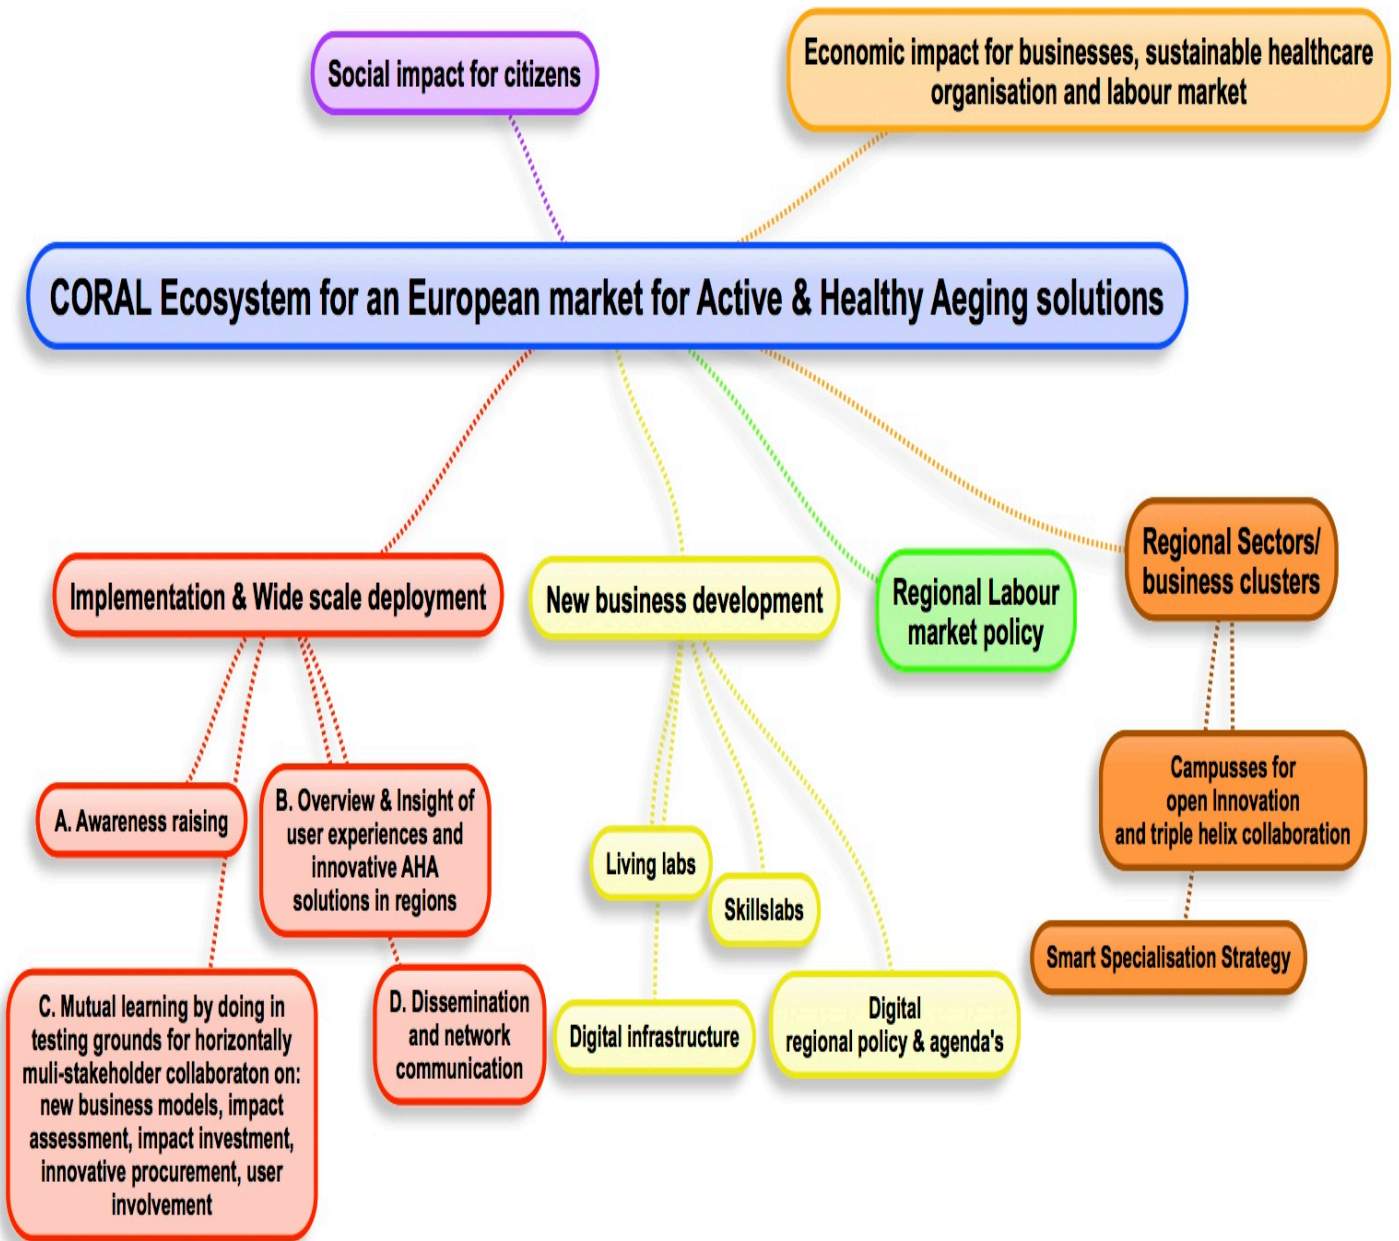 Social impact for citizens
Economic impact for businesses, sustainable healthcare
organisation and labour market
CORAL Ecosystem for an European market for Active & Healthy Aeging solutions
Implementation & Wide scale deployment
New business development
Regional Labour
market policy
Regional Sectors/
business clusters
A. Awareness raising
B. Overview & Insight of
user experiences and
innovative AHA
solutions in regions
C. Mutual learning by doing in
testing grounds for horizontally
muli-stakeholder collaboraton on:
new business models, impact
assessment, impact investment,
innovative procurement, user
involvement
D. Dissemination
and network
communication
Living labs
Skillslabs
Digital infrastructure
Digital
regional policy & agenda's
Campusses for
open Innovation
and triple helix collaboration
Smart Specialisation Strategy